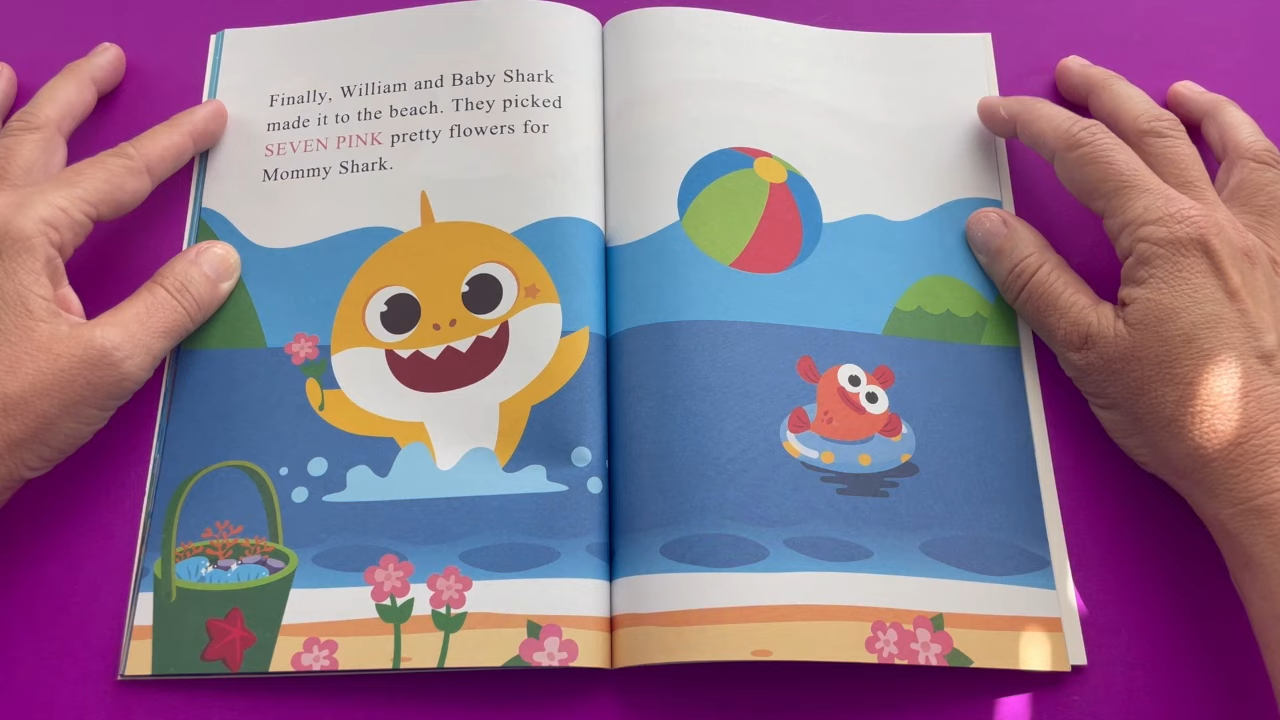 Finally, William and Baby Shark
made it to the beach. They picked
SEVEN PINK pretty flowers for
Mommy Shark.